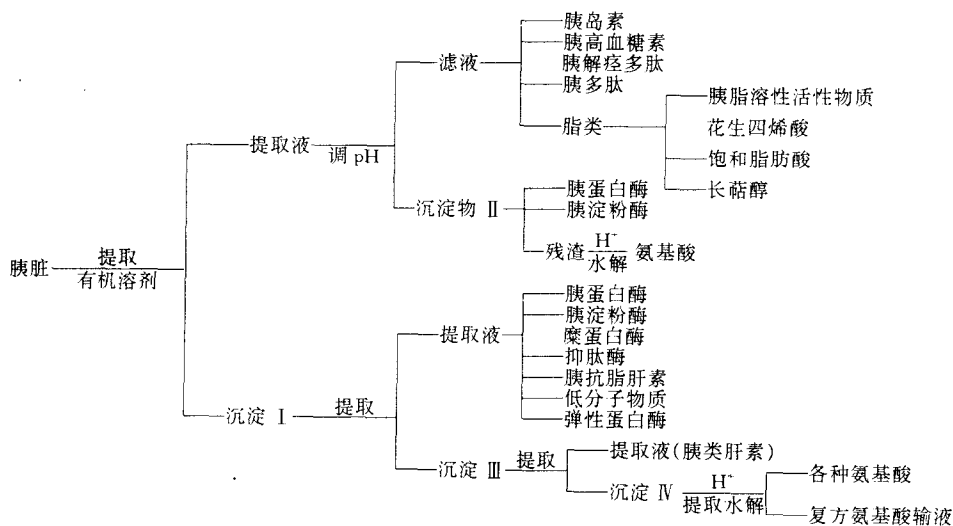 胰岛素
胰高血糖素
滤液
胰解痉多肽
胰多肽
胰脂溶性活性物质
脂类
花生四烯酸
提取液
调 pH
饱和脂肪酸
胰蛋白酶
长萜醇
沉淀物 Ⅱ
胰淀粉酶
残渣 H⁺ 水解 氨基酸
胰脏 提取 有机溶剂
胰蛋白酶
胰淀粉酶
提取液
糜蛋白酶
抑肽酶
胰抗脂肝素
低分子物质
沉淀 Ⅰ 提取
弹性蛋白酶
提取液(胰类肝素)
沉淀 Ⅲ 提取
各种氨基酸
沉淀 Ⅳ H⁺ 提取水解
复方氨基酸输液